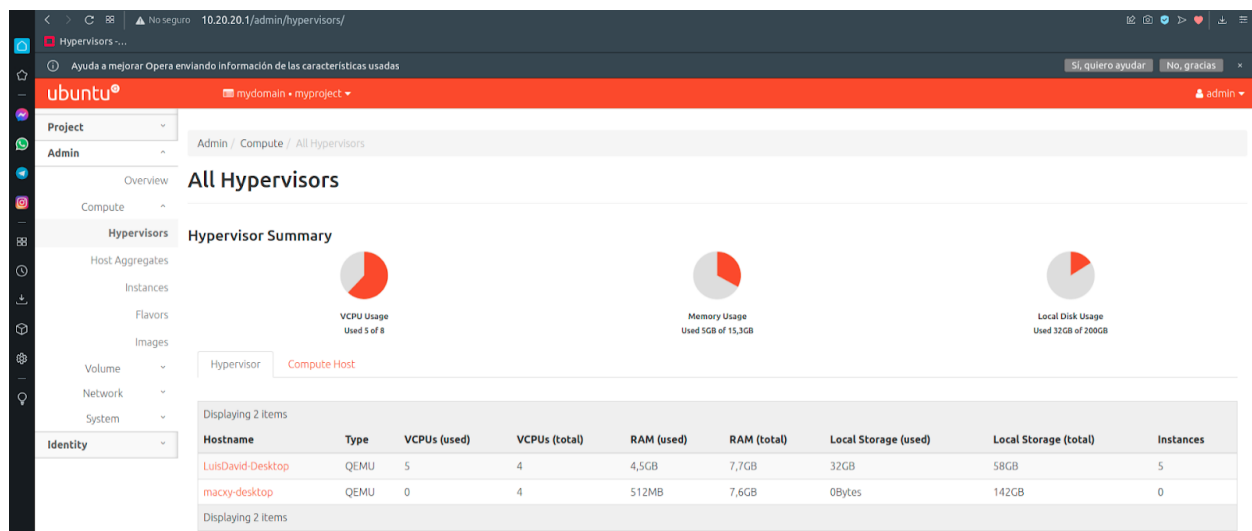 No seguro 10.20.20.1/admin/hypervisors/
Hypervisors -...
Ayuda a mejorar Opera enviando información de las características usadas Sí, quiero ayudar No, gracias
ubuntu® mydomain • myproject admin
Project
Admin
Overview
Compute
Hypervisors
Host Aggregates
Instances
Flavors
Images
Volume
Network
System
Identity
Admin / Compute / All Hypervisors
All Hypervisors
Hypervisor Summary
VCPU Usage
Used 5 of 8
Memory Usage
Used 5GB of 15,3GB
Local Disk Usage
Used 32GB of 200GB
Hypervisor Compute Host
Displaying 2 items
Hostname Type VCPUs (used) VCPUs (total) RAM (used) RAM (total) Local Storage (used) Local Storage (total) Instances
LuisDavid-Desktop QEMU 5 4 4,5GB 7,7GB 32GB 58GB 5
macxy-desktop QEMU 0 4 512MB 7,6GB 0Bytes 142GB 0
Displaying 2 items